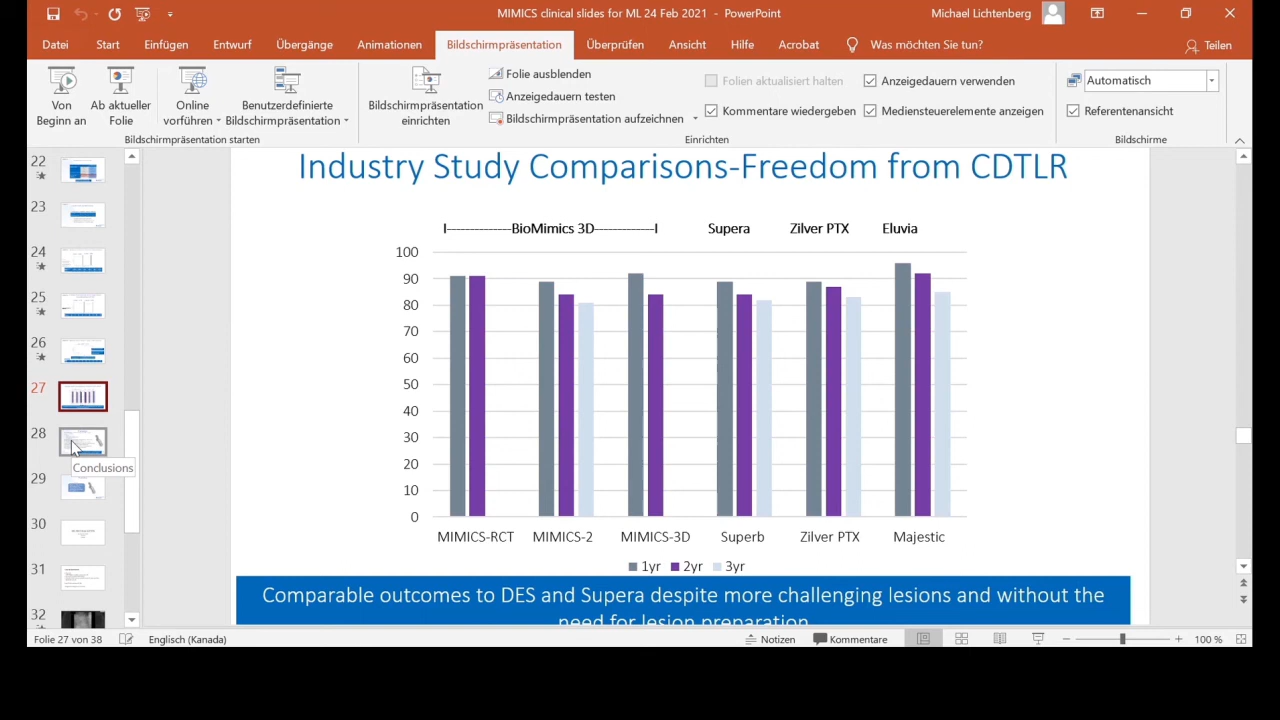 MIMICS clinical slides for ML 24 Feb 2021 - PowerPoint
Michael Lichtenberg
Datei Start Einfügen Entwurf Übergänge Animationen Bildschirmpräsentation Überprüfen Ansicht Hilfe Acrobat Was möchten Sie tun? Teilen
Von Beginn an
Ab aktueller Folie
Online vorführen
Benutzerdefinierte Bildschirmpräsentation
Bildschirmpräsentation starten
Bildschirmpräsentation einrichten
Folie ausblenden
Anzeigedauern testen
Bildschirmpräsentation aufzeichnen
Folien aktualisiert halten
Kommentare wiedergeben
Anzeigedauern verwenden
Mediensteuerelemente anzeigen
Einrichten
Automatisch
Referentenansicht
Bildschirme
22
23
24
25
26
27
28
Conclusions
29
30
31
32
Industry Study Comparisons-Freedom from CDTLR
I--------------BioMimics 3D-------------I Supera Zilver PTX Eluvia
100
90
80
70
60
50
40
30
20
10
0
MIMICS-RCT MIMICS-2 MIMICS-3D Superb Zilver PTX Majestic
1yr 2yr 3yr
Comparable outcomes to DES and Supera despite more challenging lesions and without the
need for lesion preparation
Folie 27 von 38 Englisch (Kanada) Notizen Kommentare 100 %